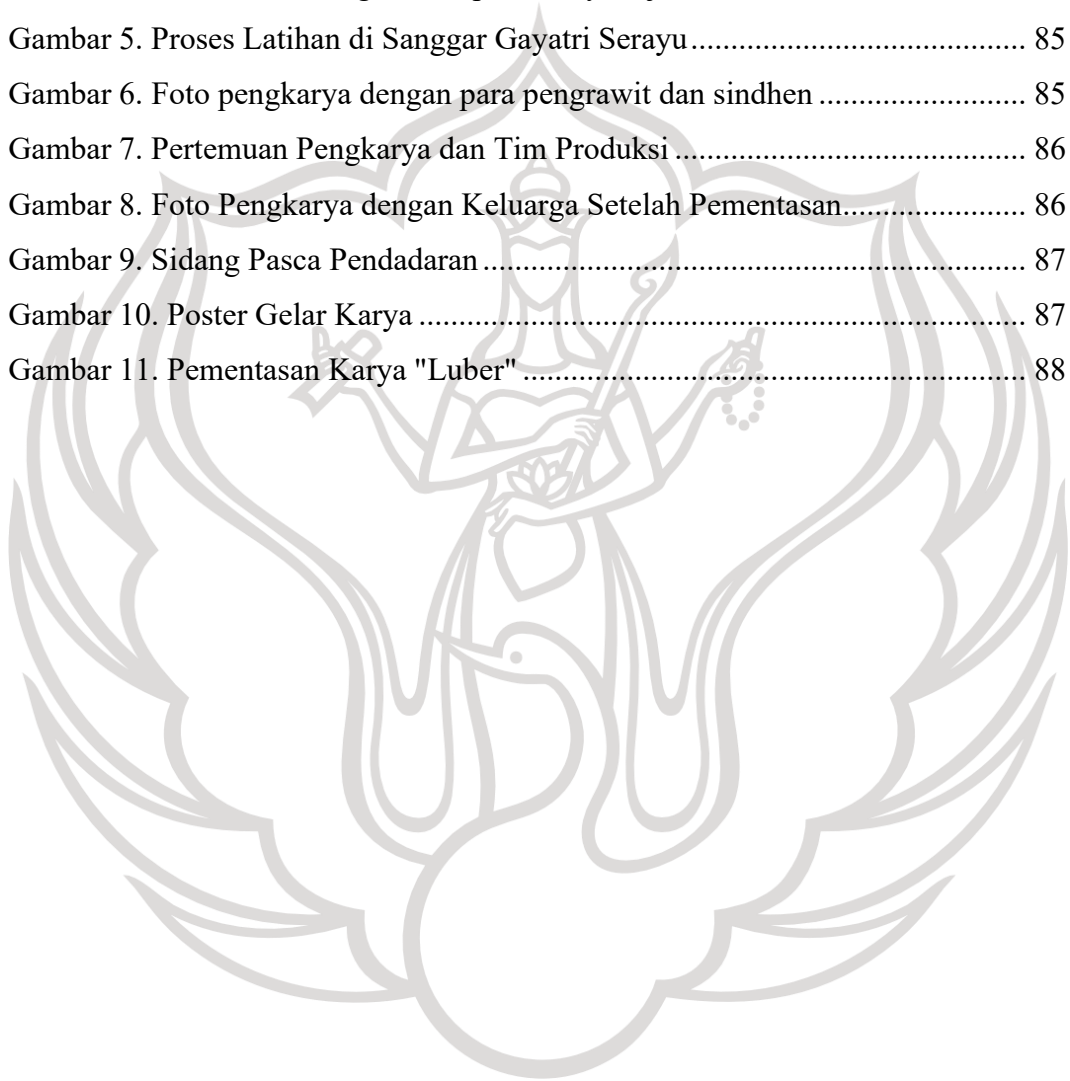 Gambar 5. Proses Latihan di Sanggar Gayatri Serayu.......................................... 85
Gambar 6. Foto pengkarya dengan para pengrawit dan sindhen .......................... 85
Gambar 7. Pertemuan Pengkarya dan Tim Produksi ............................................ 86
Gambar 8. Foto Pengkarya dengan Keluarga Setelah Pementasan....................... 86
Gambar 9. Sidang Pasca Pendadaran .................................................................... 87
Gambar 10. Poster Gelar Karya ............................................................................ 87
Gambar 11. Pementasan Karya "Luber" ............................................................... 88